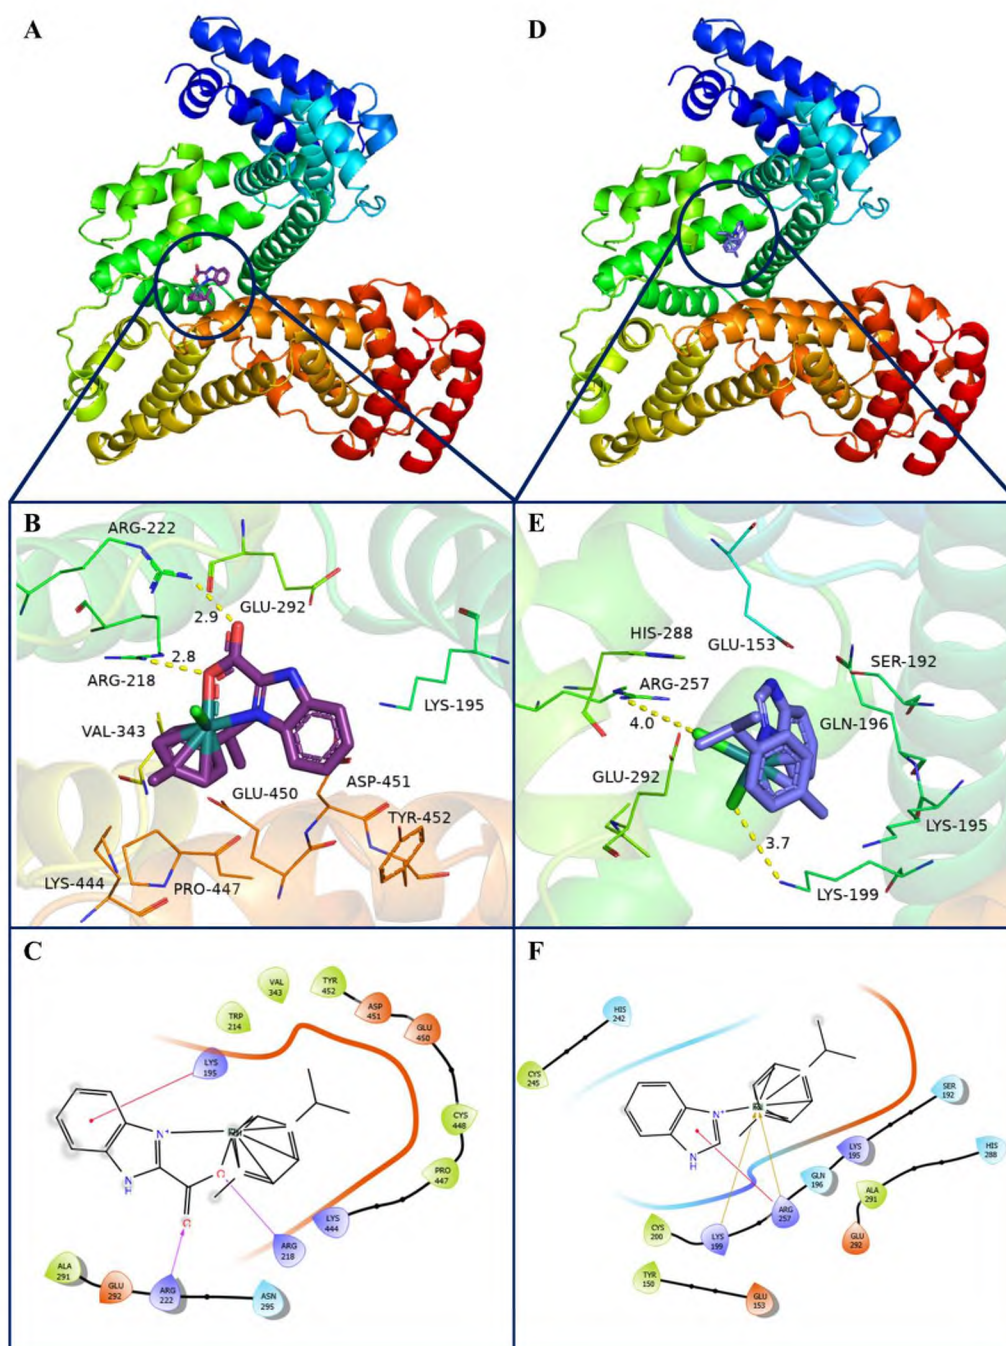 A
D
B
ARG-222
2.9
GLU-292
2.8
ARG-218
LYS-195
VAL-343
ASP-451
GLU-450
TYR-452
LYS-444
PRO-447
E
HIS-288
GLU-153
SER-192
ARG-257
4.0
GLN-196
GLU-292
LYS-195
3.7
LYS-199
C
VAL
343
TYR
452
TRP
214
ASP
451
GLU
450
LYS
195
N+
NH
O
O
CYS
448
PRO
447
LYS
444
ARG
218
ALA
291
GLU
292
ARG
222
ASN
295
F
HIS
242
CYS
245
N+
NH
SER
192
LYS
195
HIS
288
GLN
196
ALA
291
ARG
257
CYS
200
LYS
199
GLU
292
TYR
150
GLU
153